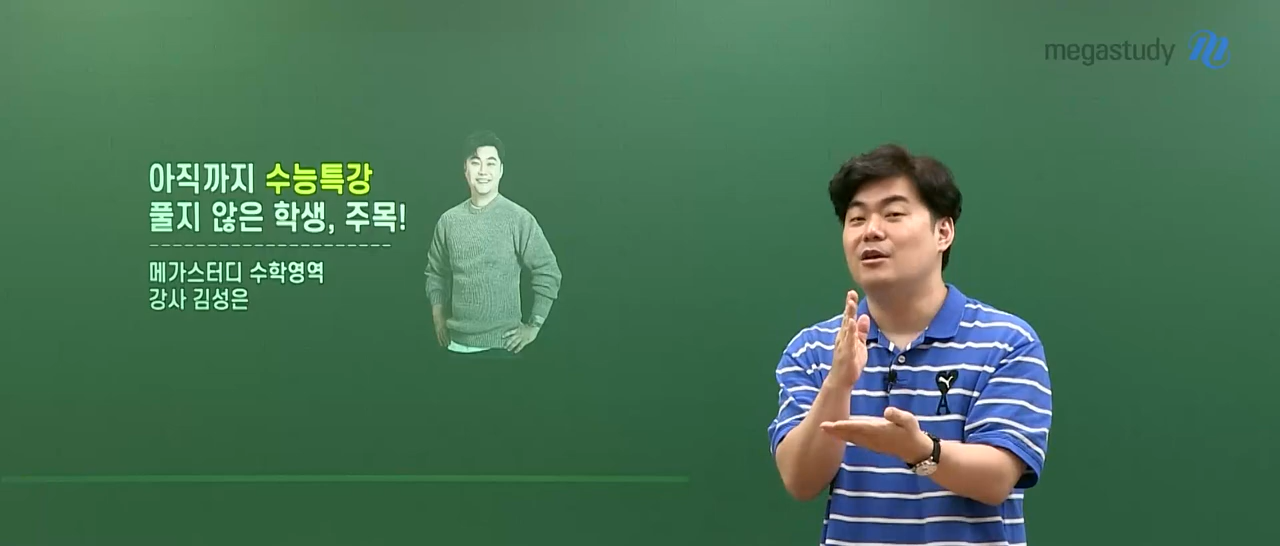 megastudy
아직까지 수능특강
풀지 않은 학생, 주목!
메가스터디 수학영역
강사 김성은